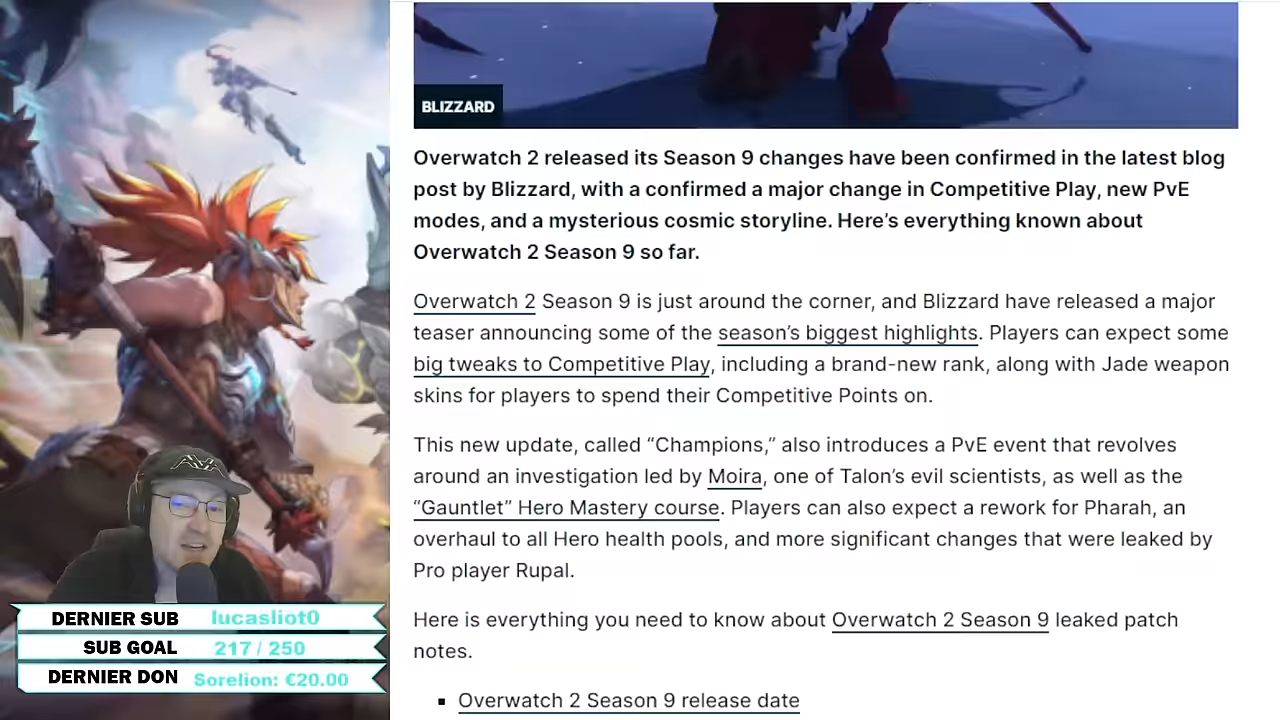 BLIZZARD
Overwatch 2 released its Season 9 changes have been confirmed in the latest blog
post by Blizzard, with a confirmed a major change in Competitive Play, new PvE
modes, and a mysterious cosmic storyline. Here’s everything known about
Overwatch 2 Season 9 so far.
Overwatch 2 Season 9 is just around the corner, and Blizzard have released a major
teaser announcing some of the season’s biggest highlights. Players can expect some
big tweaks to Competitive Play, including a brand-new rank, along with Jade weapon
skins for players to spend their Competitive Points on.
This new update, called “Champions,” also introduces a PvE event that revolves
around an investigation led by Moira, one of Talon’s evil scientists, as well as the
“Gauntlet” Hero Mastery course. Players can also expect a rework for Pharah, an
overhaul to all Hero health pools, and more significant changes that were leaked by
Pro player Rupal.
Here is everything you need to know about Overwatch 2 Season 9 leaked patch
notes.
Overwatch 2 Season 9 release date
DERNIER SUB lucasliot0
SUB GOAL 217 / 250
DERNIER DON Sorelion: €20.00